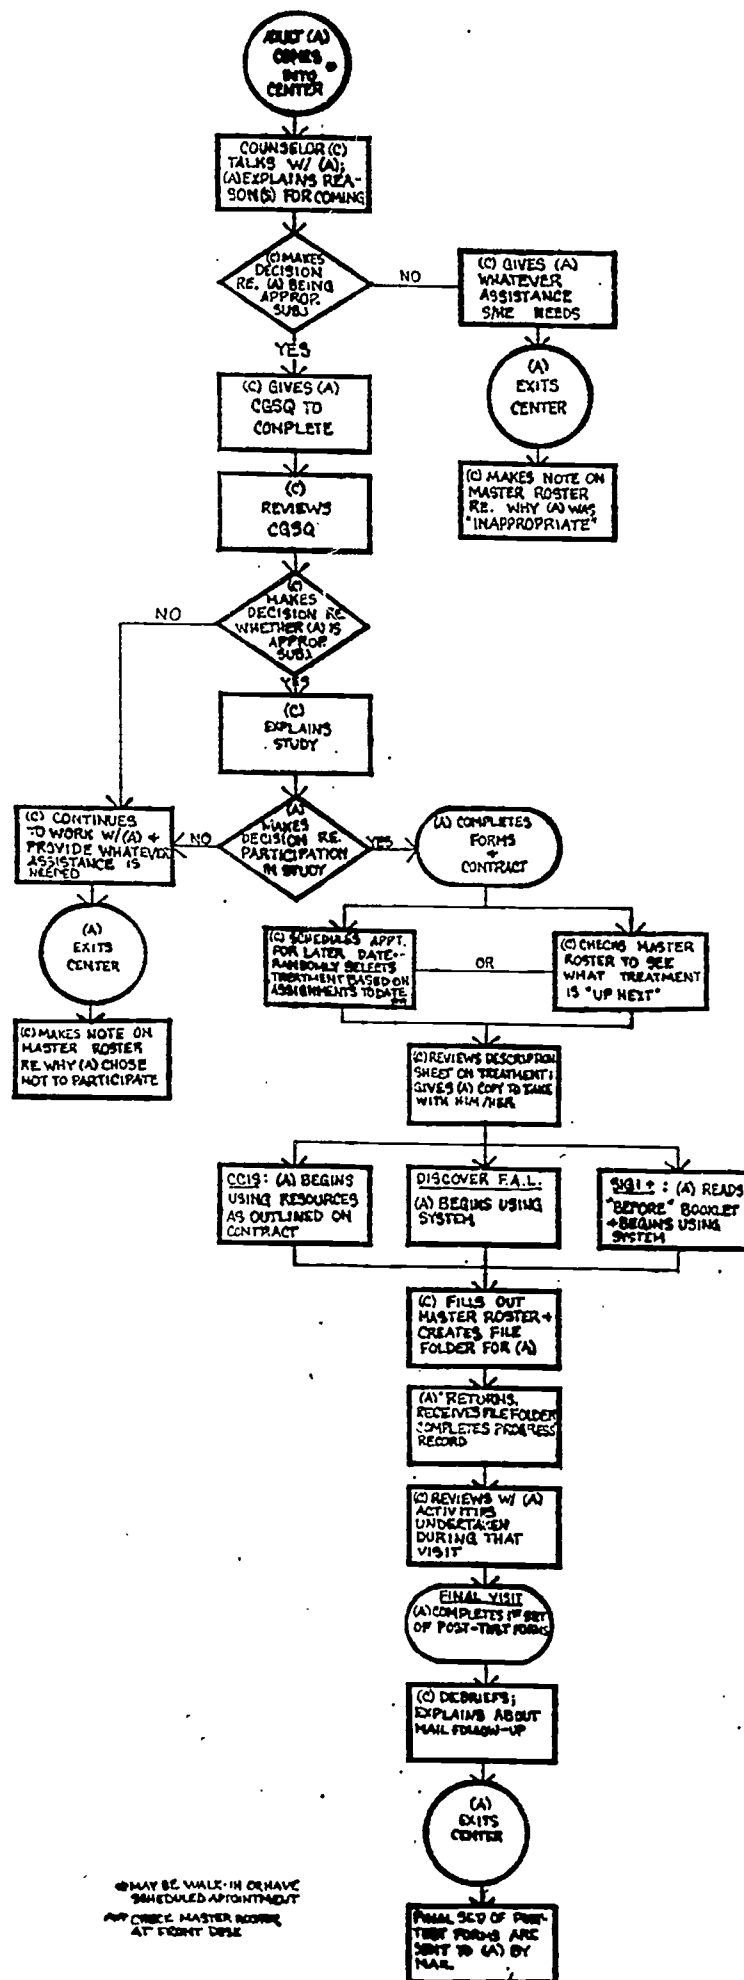 ADULT (A)
COMES *
INTO
CENTER
COUNSELOR (C)
TALKS W/ (A);
(A) EXPLAINS REA-
SON(S) FOR COMING
(C) MAKES
DECISION
RE. (A) BEING
APPROP.
SUBJ.
NO
(C) GIVES (A)
WHATEVER
ASSISTANCE
S/HE NEEDS
YES
(A)
EXITS
CENTER
(C) GIVES (A)
CGSQ TO
COMPLETE
(C) MAKES NOTE ON
MASTER ROSTER
RE. WHY (A) WAS
"INAPPROPRIATE"
(C)
REVIEWS
CGSQ
(C)
MAKES
DECISION RE
WHETHER (A) IS
APPROP.
SUBJ.
NO
YES
(C)
EXPLAINS
STUDY
(C) CONTINUES
TO WORK W/(A) +
PROVIDE WHATEVER
ASSISTANCE IS
NEEDED
NO
(A)
MAKES
DECISION RE.
PARTICIPATION
IN STUDY
YES
(A) COMPLETES
FORMS
+
CONTRACT
(A)
EXITS
CENTER
(C) SCHEDULES APPT.
FOR LATER DATE--
RANDOMLY SELECTS
TREATMENT BASED ON
ASSIGNMENTS TO DATE
OR
(C) CHECKS MASTER
ROSTER TO SEE
WHAT TREATMENT
IS "UP NEXT"
(C) MAKES NOTE ON
MASTER ROSTER
RE WHY (A) CHOSE
NOT TO PARTICIPATE
(C) REVIEWS DESCRIPTION
SHEET ON TREATMENT;
GIVES (A) COPY TO TAKE
WITH HIM/HER
CCIS: (A) BEGINS
USING RESOURCES
AS OUTLINED ON
CONTRACT
DISCOVER F.A.L.:
(A) BEGINS USING
SYSTEM
SIGI + : (A) READS
"BEFORE" BOOKLET
+ BEGINS USING
SYSTEM
(C) FILLS OUT
MASTER ROSTER +
CREATES FILE
FOLDER FOR (A)
(A) RETURNS,
RECEIVES FILE FOLDER,
COMPLETES PROGRESS
RECORD
(C) REVIEWS W/ (A)
ACTIVITIES
UNDERTAKEN
DURING THAT
VISIT
FINAL VISIT
(A) COMPLETES 1st SET
OF POST-TEST FORMS
(C) DEBRIEFS;
EXPLAINS ABOUT
MAIL FOLLOW-UP
(A)
EXITS
CENTER
FINAL SET OF POST-
TEST FORMS ARE
SENT TO (A) BY
MAIL.
* MAY BE WALK-IN OR HAVE
SCHEDULED APPOINTMENT
** CHECK MASTER ROSTER
AT FRONT DESK